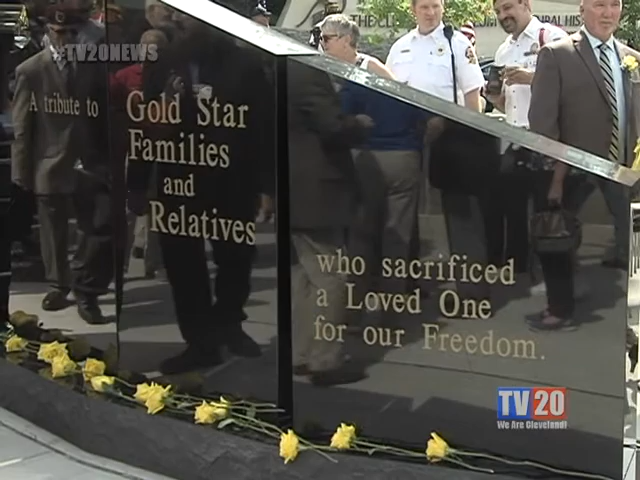 #TV20NEWS
A tribute to
Gold Star
Families
and
Relatives
who sacrificed
a Loved One
for our Freedom.
TV20
We Are Cleveland!